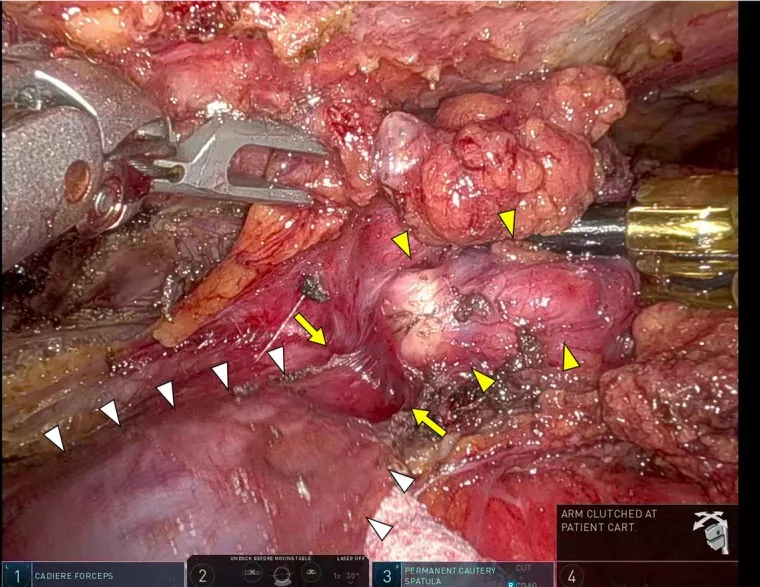 ARM CLUTCHED AT
PATIENT CART.
UNDOCK BEFORE MOVING TABLE
LASER OFF
L
1 CADIERE FORCEPS
2
30°
R
3 PERMANENT CAUTERY
SPATULA
CUT
4